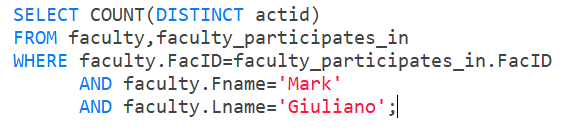 SELECT COUNT(DISTINCT actid)
FROM faculty,faculty_participates_in
WHERE faculty.FacID=faculty_participates_in.FacID
AND faculty.Fname='Mark'
AND faculty.Lname='Giuliano';